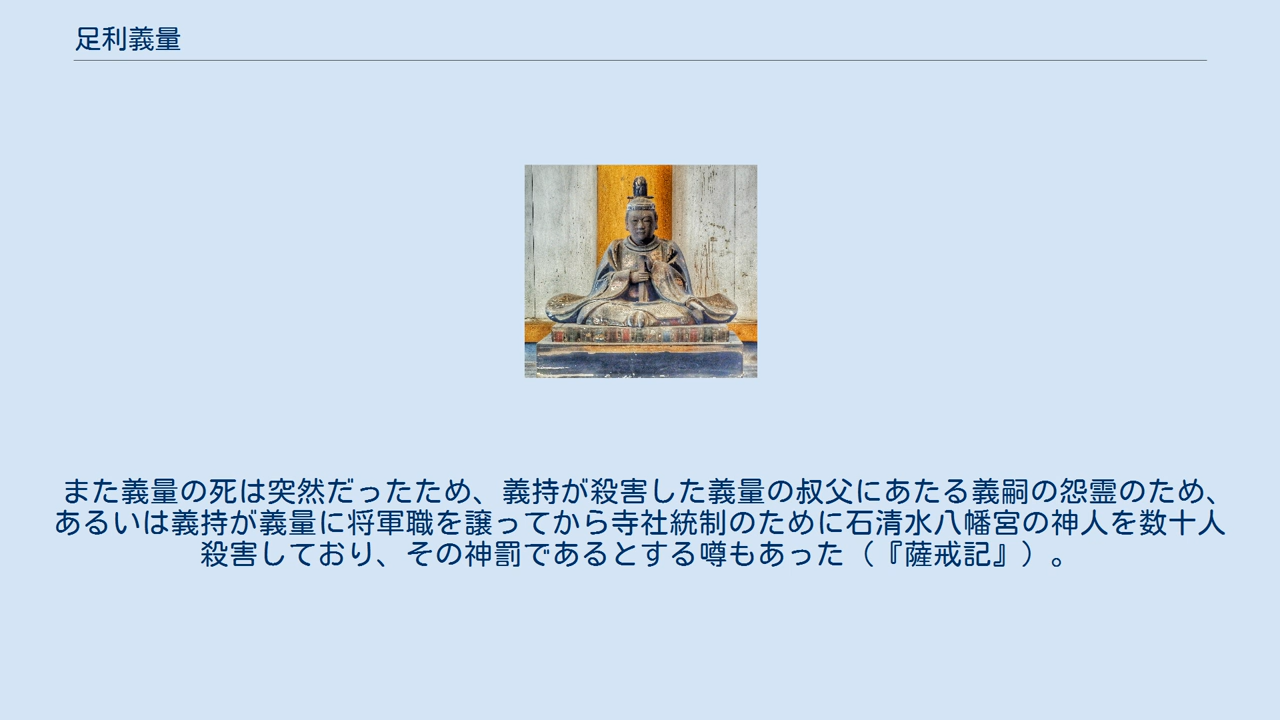 足利義量
また義量の死は突然だったため、義持が殺害した義量の叔父にあたる義嗣の怨霊のため、
あるいは義持が義量に将軍職を譲ってから寺社統制のために石清水八幡宮の神人を数十人
殺害しており、その神罰であるとする噂もあった（『薩戒記』）。